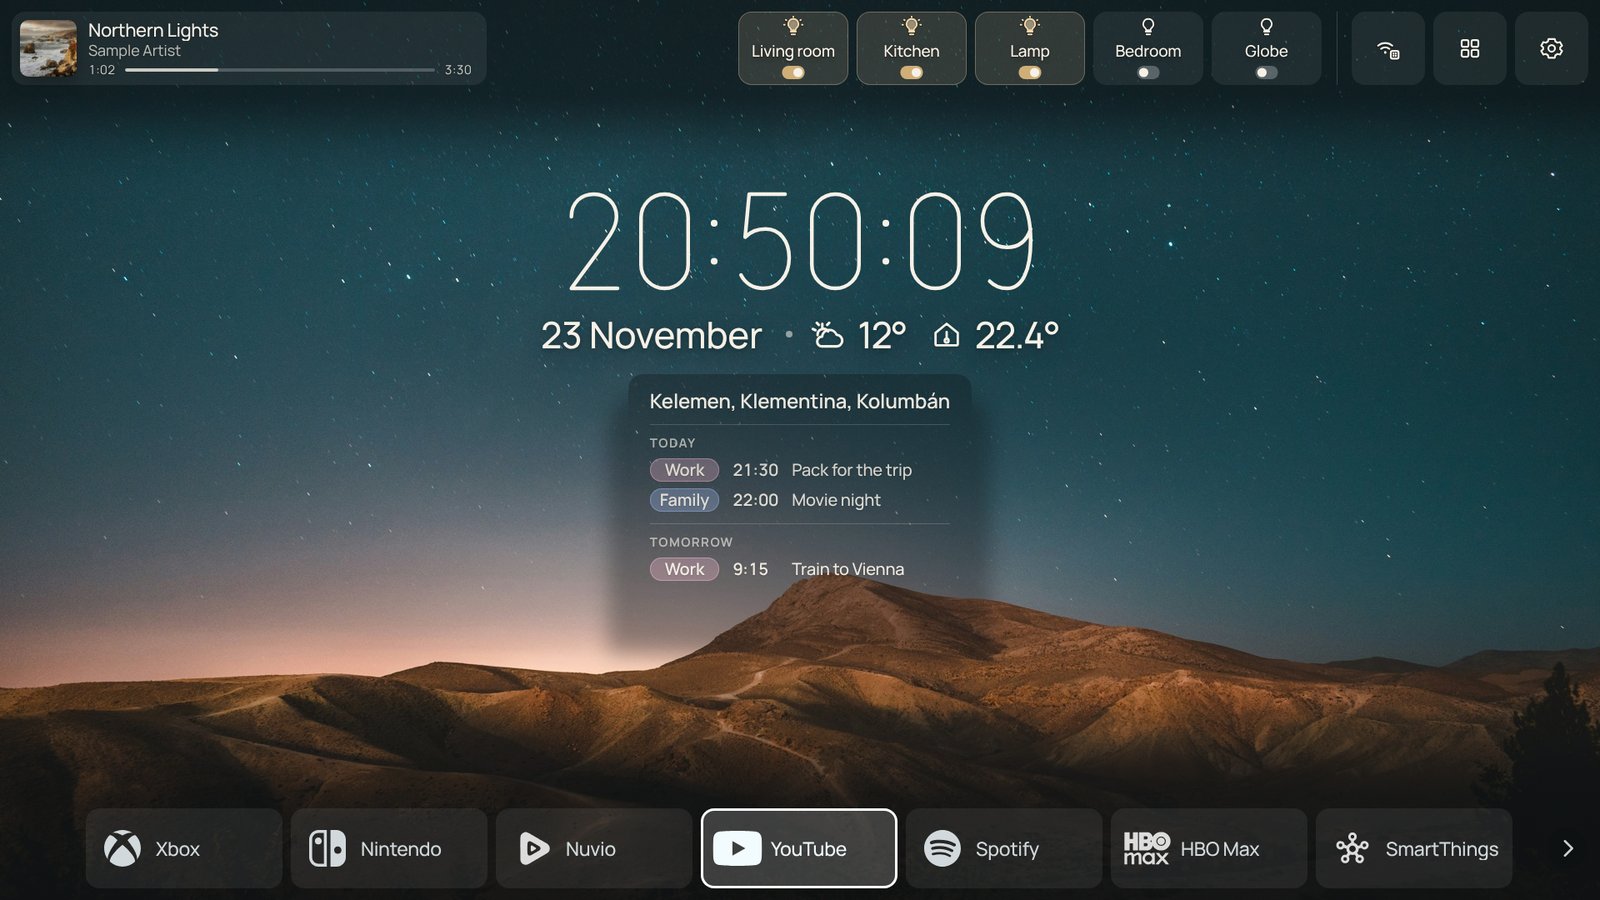 Northern Lights
Sample Artist
1:02 3:30
Living room
Kitchen
Lamp
Bedroom
Globe
20:50:09
23 November • 12° 22.4°
Kelemen, Klementina, Kolumbán
TODAY
Work 21:30 Pack for the trip
Family 22:00 Movie night
TOMORROW
Work 9:15 Train to Vienna
Xbox
Nintendo
Nuvio
YouTube
Spotify
HBO max HBO Max
SmartThings